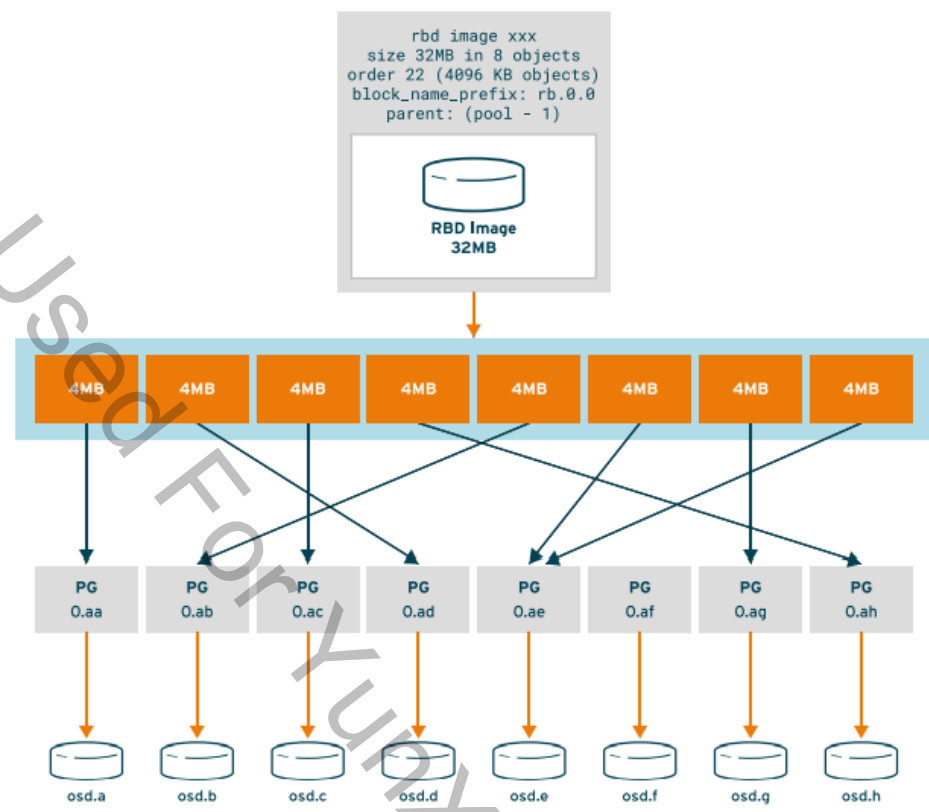 rbd image xxx
size 32MB in 8 objects
order 22 (4096 KB objects)
block_name_prefix: rb.0.0
parent: (pool - 1)
RBD Image
32MB
4MB 4MB 4MB 4MB 4MB 4MB 4MB 4MB
PG PG PG PG PG PG PG PG
0.aa 0.ab 0.ac 0.ad 0.ae 0.af 0.ag 0.ah
osd.a osd.b osd.c osd.d osd.e osd.f osd.g osd.h
Used For